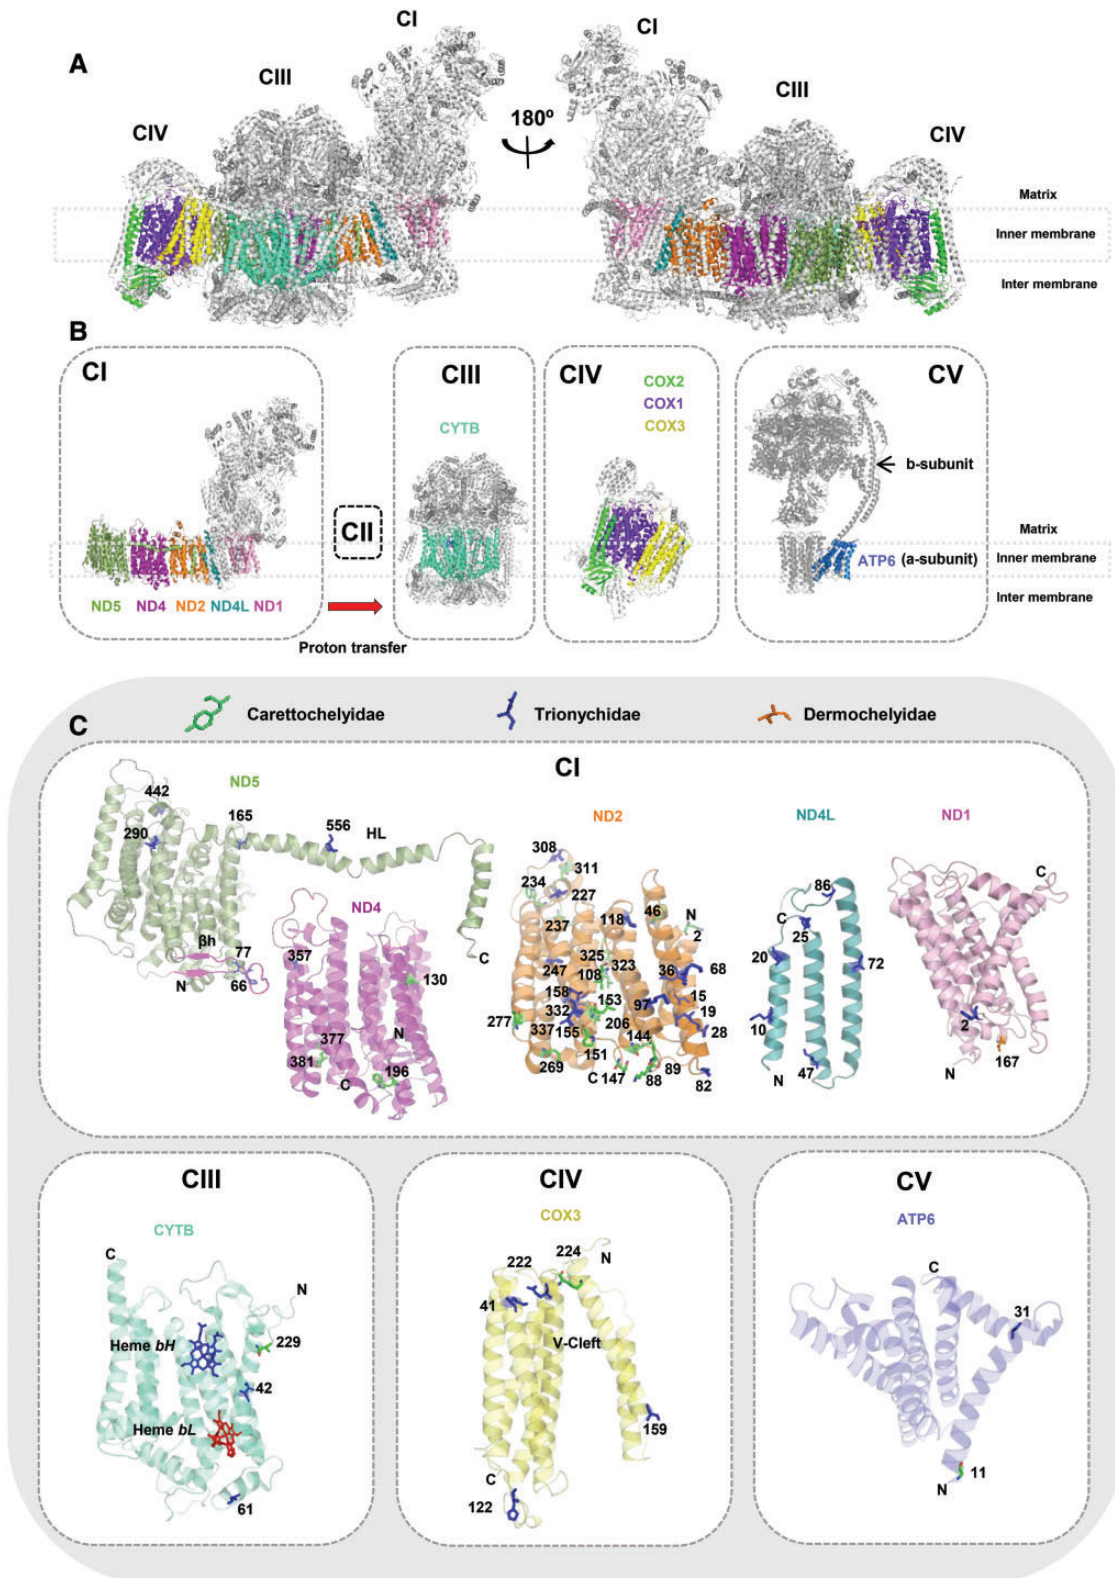 A
CI
CI
CIII
CIII
180º
CIV
CIV
Matrix
Inner membrane
Inter membrane
B
CI
CIII
CIV
CV
COX2
COX1
COX3
CYTB
b-subunit
CII
Matrix
ATP6 (a-subunit)
Inner membrane
Inter membrane
ND5 ND4 ND2 ND4L ND1
Proton transfer
C
Carettochelyidae
Trionychidae
Dermochelyidae
CI
ND5
442
165
290
556
HL
βh
77
N
66
C
ND4
357
130
377
N
381
C
196
ND2
308
311
234
227
237
118
46
N
2
325
323
247
108
36
68
158
153
97
15
332
19
277
337
155
206
28
151
144
269
C 147
88
89
82
ND4L
86
C
25
20
72
10
47
N
ND1
C
2
167
N
CIII
CYTB
C
N
Heme bH
229
42
Heme bL
61
CIV
COX3
224
N
222
41
V-Cleft
159
C
122
CV
ATP6
C
31
11
N